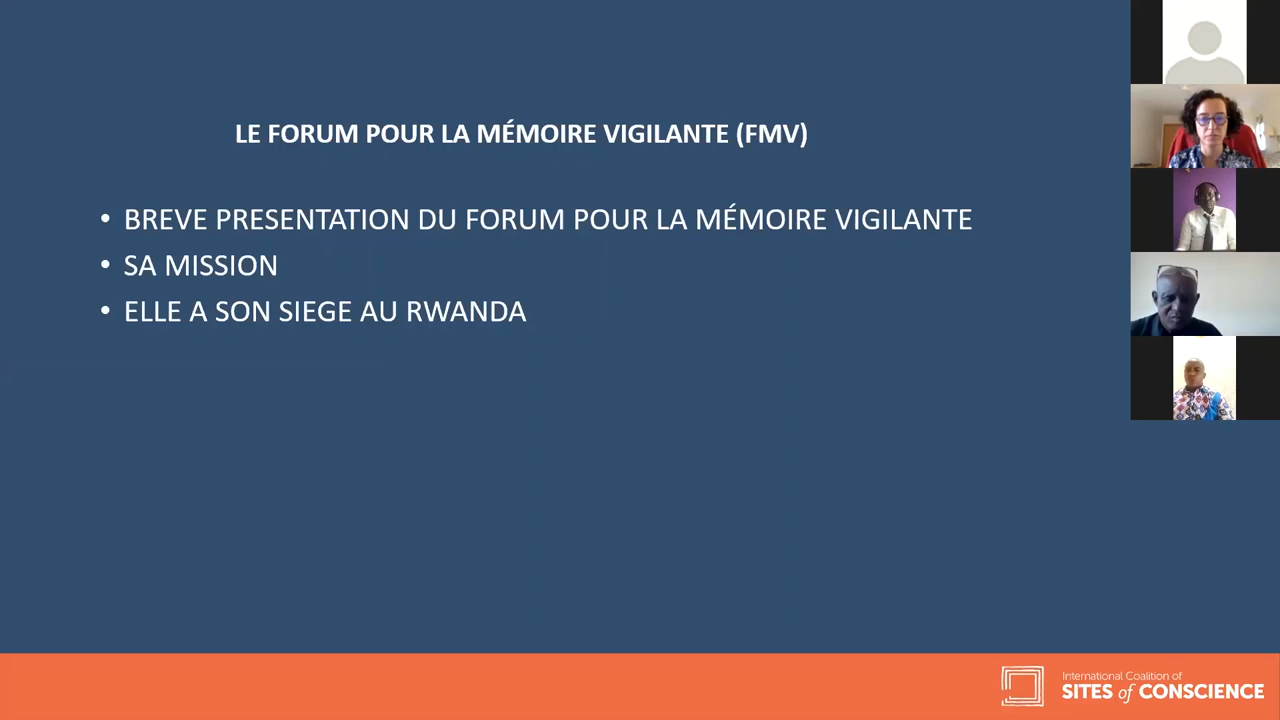 LE FORUM POUR LA MÉMOIRE VIGILANTE (FMV)
• BREVE PRESENTATION DU FORUM POUR LA MÉMOIRE VIGILANTE
• SA MISSION
• ELLE A SON SIEGE AU RWANDA
International Coalition of
SITES of CONSCIENCE